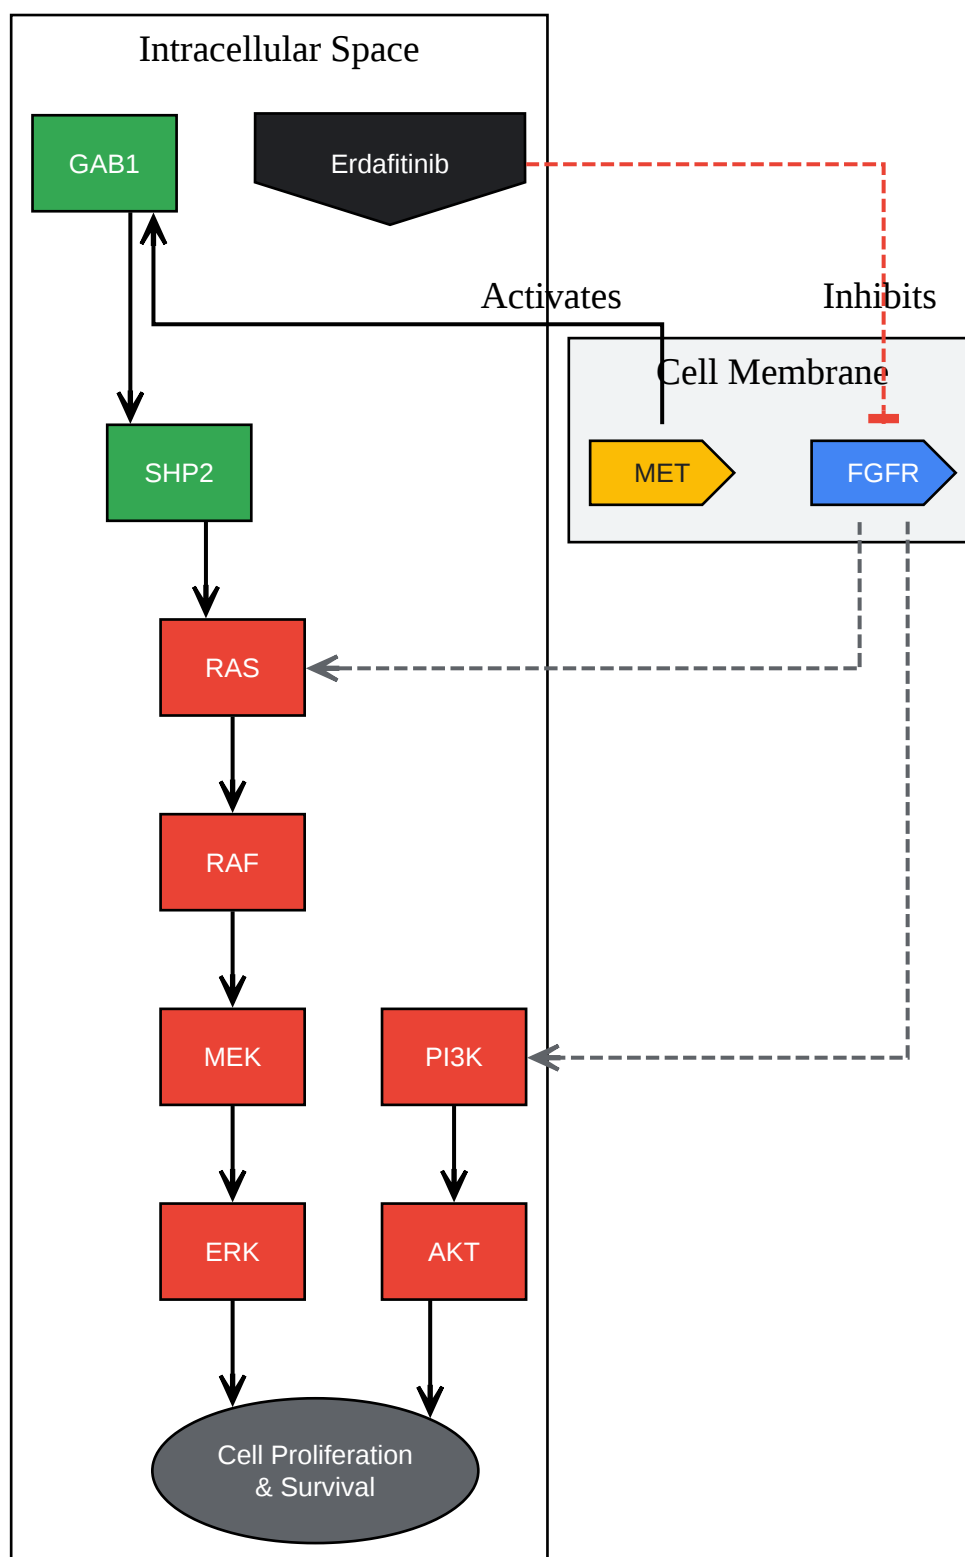 Intracellular Space
GAB1
Erdafitinib
Activates
Inhibits
Cell Membrane
SHP2
MET
FGFR
RAS
RAF
MEK
PI3K
ERK
AKT
Cell Proliferation
& Survival